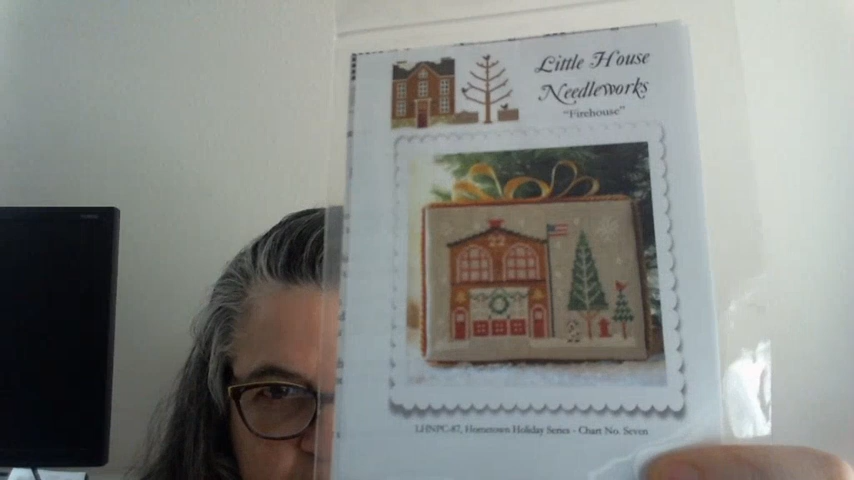 Little House
Needleworks
"Firehouse"
LHNPC-87, Hometown Holiday Series - Chart No. Seven